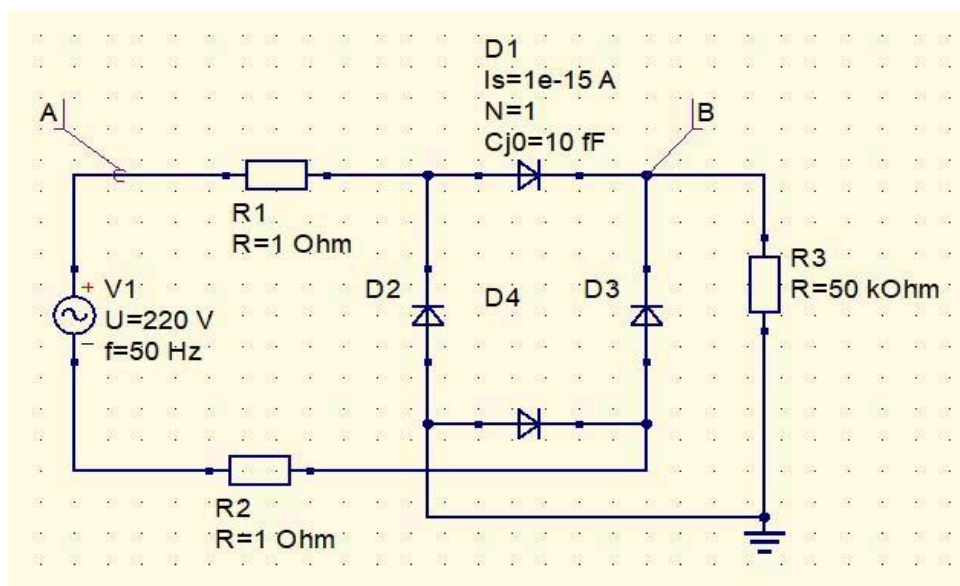 D1
Is=1e-15 A
N=1
Cj0=10 fF
A
B
R1
R=1 Ohm
+ V1
U=220 V
f=50 Hz
D2
D4
D3
R3
R=50 kOhm
R2
R=1 Ohm